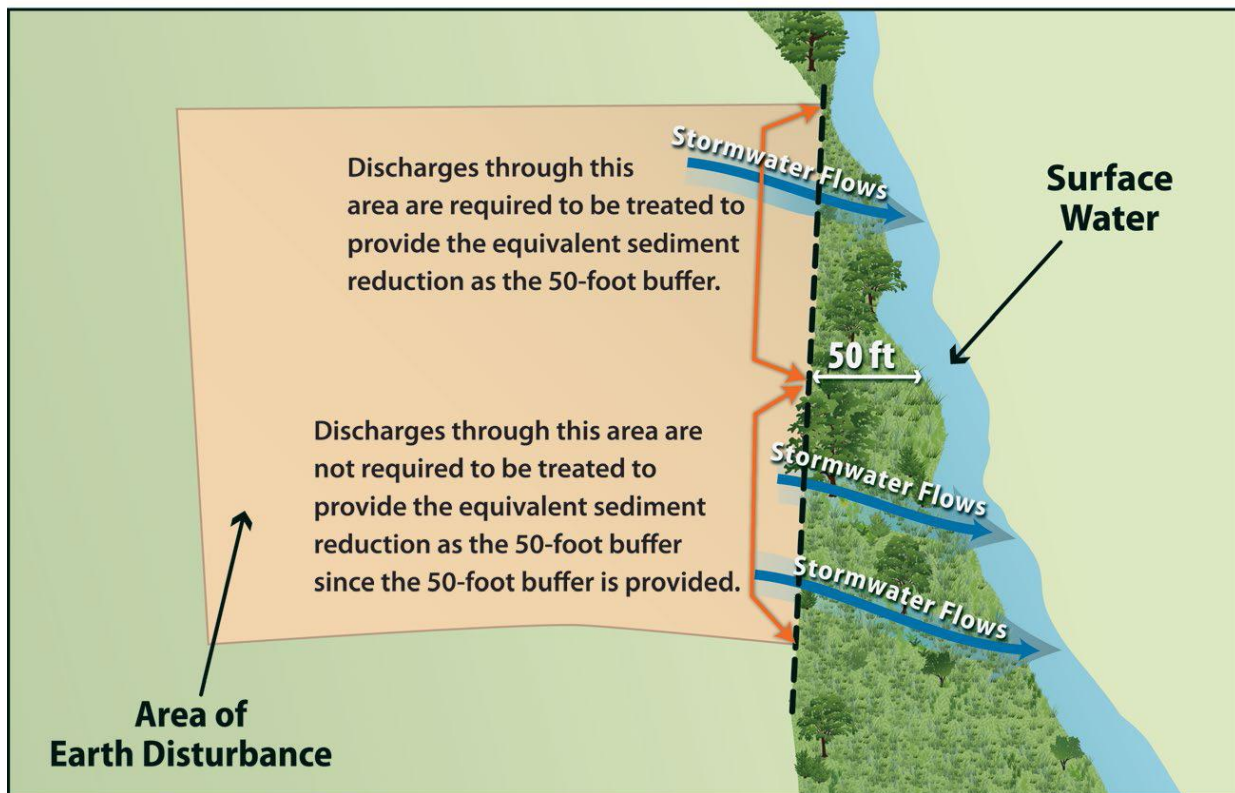 Stormwater Flows
Discharges through this
area are required to be treated to
provide the equivalent sediment
reduction as the 50-foot buffer.
Surface
Water
50 ft
Discharges through this area are
not required to be treated to
provide the equivalent sediment
reduction as the 50-foot buffer
since the 50-foot buffer is provided.
Stormwater Flows
Stormwater Flows
Area of
Earth Disturbance